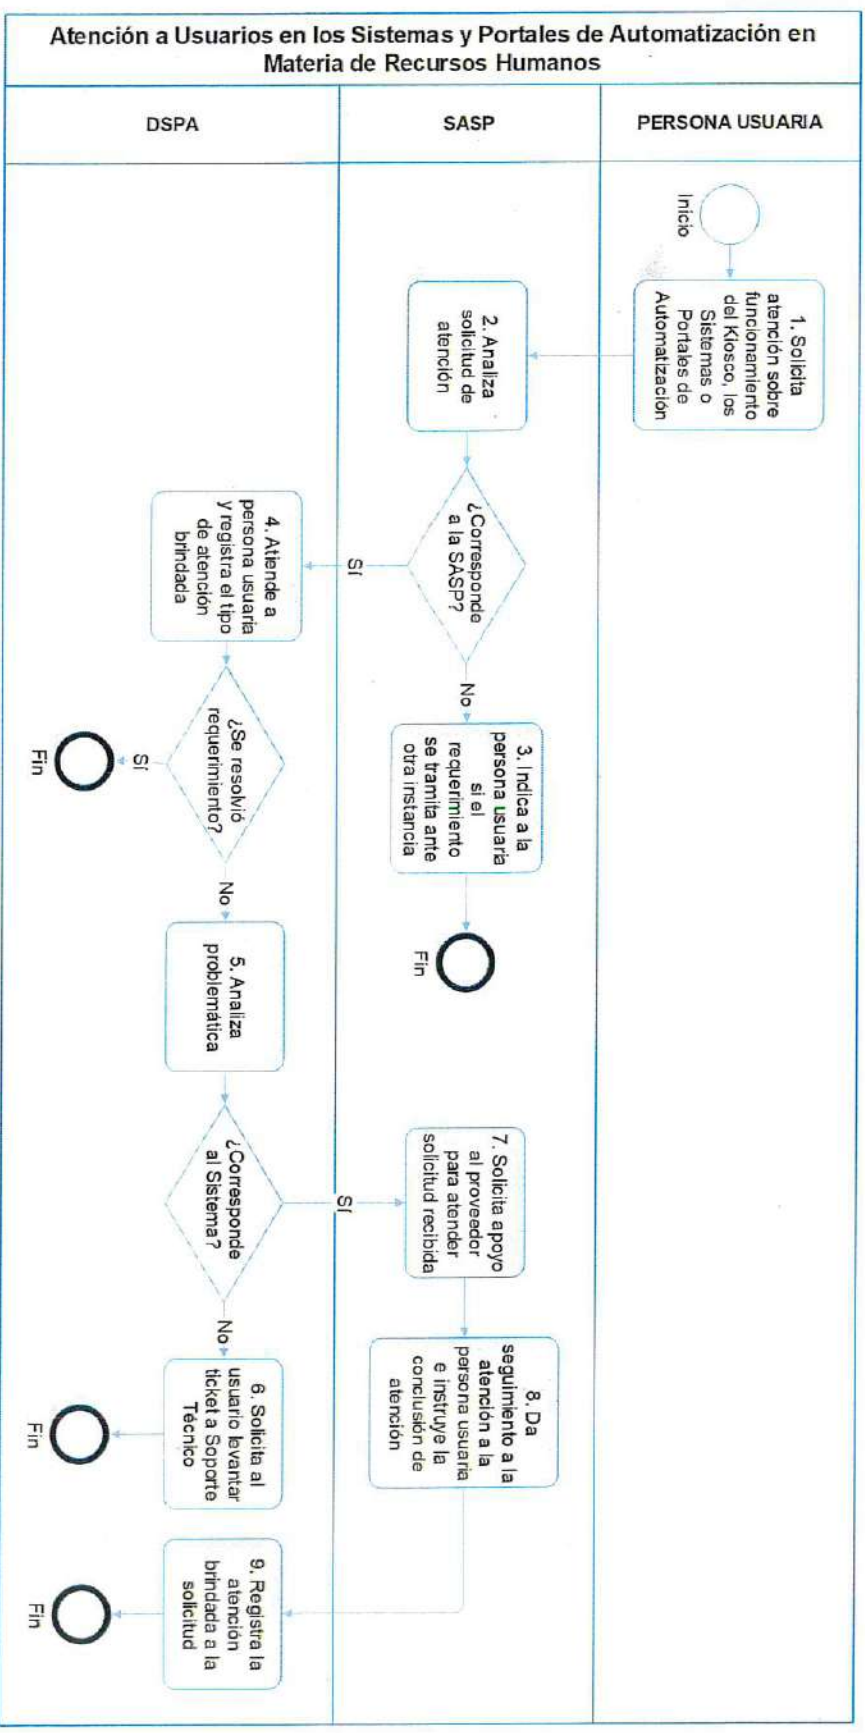 Atención a Usuarios en los Sistemas y Portales de Automatización en
Materia de Recursos Humanos
DSPA
SASP
PERSONA USUARIA
Inicio
1. Solicita
atención sobre
funcionamiento
del Kiosco, los
Sistemas o
Portales de
Automatización
2. Analiza
solicitud de
atención
¿Corresponde
a la SASP?
Sí
No
3. Indica a la
persona usuaria
si el
requerimiento
se tramita ante
otra instancia
Fin
4. Atiende a
persona usuaria
y registra el tipo
de atención
brindada
¿Se resolvió
requerimiento?
Sí
Fin
No
5. Analiza
problemática
¿Corresponde
al Sistema?
Sí
No
6. Solicita al
usuario levantar
ticket a Soporte
Técnico
Fin
7. Solicita apoyo
al proveedor
para atender
solicitud recibida
8. Da
seguimiento a la
atención a la
persona usuaria
e instruye la
conclusión de
atención
9. Registra la
atención
brindada a la
solicitud
Fin